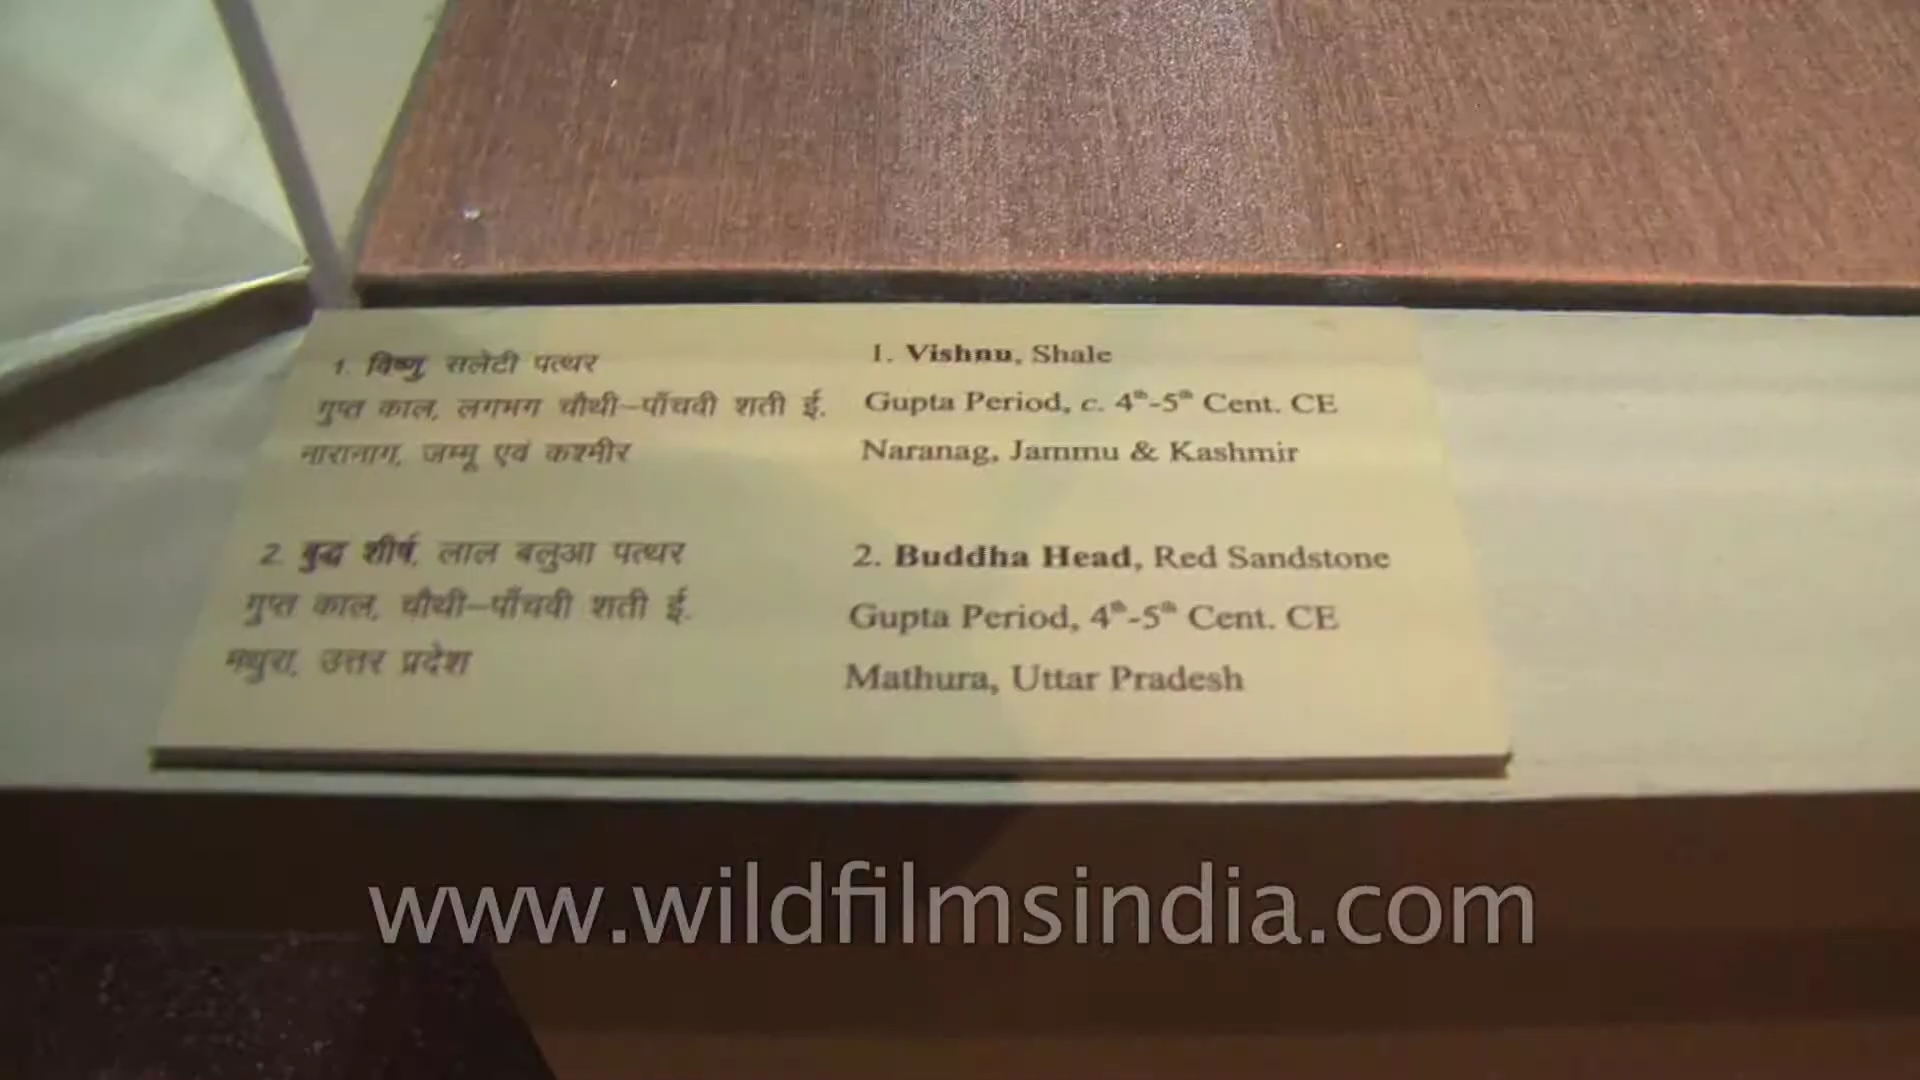 1. विष्णु सलेटी पत्थर
गुप्त काल, लगभग चौथी–पाँचवी शती ई.
नारानाग, जम्मू एवं कश्मीर
2. बुद्ध शीर्ष, लाल बलुआ पत्थर
गुप्त काल, चौथी–पाँचवी शती ई.
मथुरा, उत्तर प्रदेश
1. Vishnu, Shale
Gupta Period, c. 4th-5th Cent. CE
Naranag, Jammu & Kashmir
2. Buddha Head, Red Sandstone
Gupta Period, 4th-5th Cent. CE
Mathura, Uttar Pradesh
www.wildfilmsindia.com